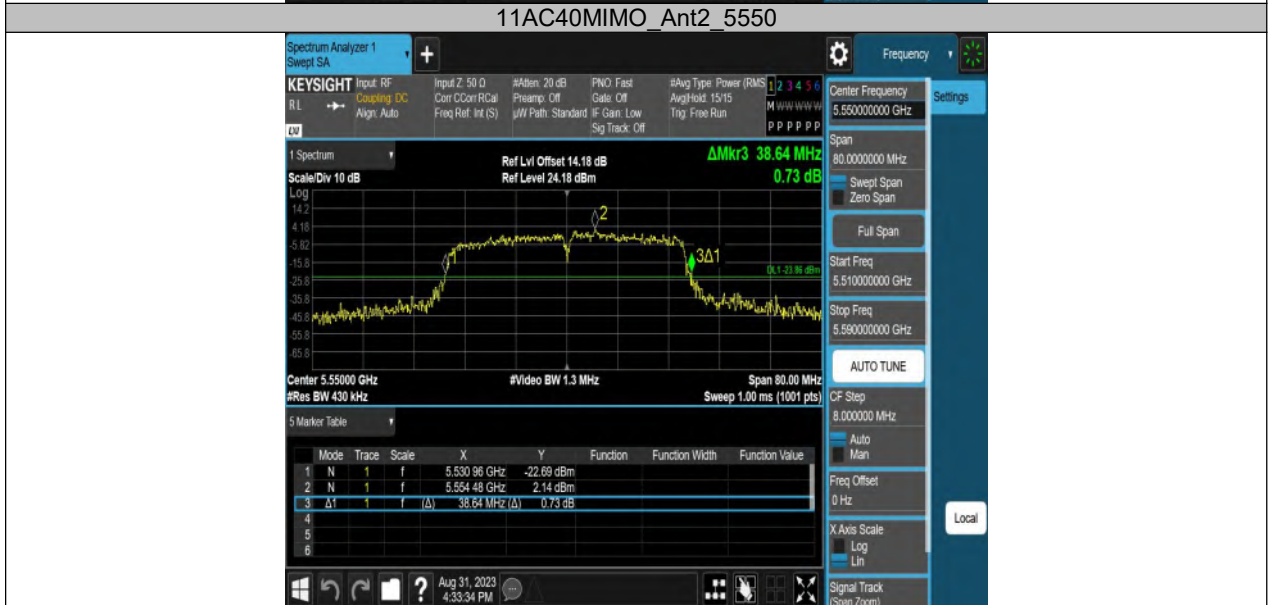 11AC40MIMO_Ant2_5550
Spectrum Analyzer 1
Swept SA
+
Frequency
KEYSIGHT
RL
LXI
Input: RF
Coupling: DC
Align: Auto
Input Z: 50 Ω
Corr CCorr RCal
Freq Ref: Int (S)
#Atten: 20 dB
Preamp: Off
µW Path: Standard
PNO: Fast
Gate: Off
IF Gain: Low
Sig Track: Off
#Avg Type: Power (RMS
Avg|Hold: 15/15
Trig: Free Run
1 2 3 4 5 6
M W W W W W
P P P P P P
1 Spectrum
Scale/Div 10 dB
Ref Lvl Offset 14.18 dB
Ref Level 24.18 dBm
ΔMkr3 38.64 MHz
0.73 dB
Log
14.2
4.18
-5.82
-15.8
-25.8
-35.8
-45.8
-55.8
-65.8
2
3Δ1
DL1 -23.86 dBm
Center 5.55000 GHz
#Res BW 430 kHz
#Video BW 1.3 MHz
Span 80.00 MHz
Sweep 1.00 ms (1001 pts)
5 Marker Table
Mode Trace Scale X Y Function Function Width Function Value
1 N 1 f 5.530 96 GHz -22.69 dBm
2 N 1 f 5.554 48 GHz 2.14 dBm
3 Δ1 1 f (Δ) 38.64 MHz (Δ) 0.73 dB
4
5
6
?
Aug 31, 2023
4:33:34 PM
Center Frequency
5.550000000 GHz
Settings
Span
80.0000000 MHz
Swept Span
Zero Span
Full Span
Start Freq
5.510000000 GHz
Stop Freq
5.590000000 GHz
AUTO TUNE
CF Step
8.000000 MHz
Auto
Man
Freq Offset
0 Hz
X Axis Scale
Log
Lin
Local
Signal Track
(Span Zoom)